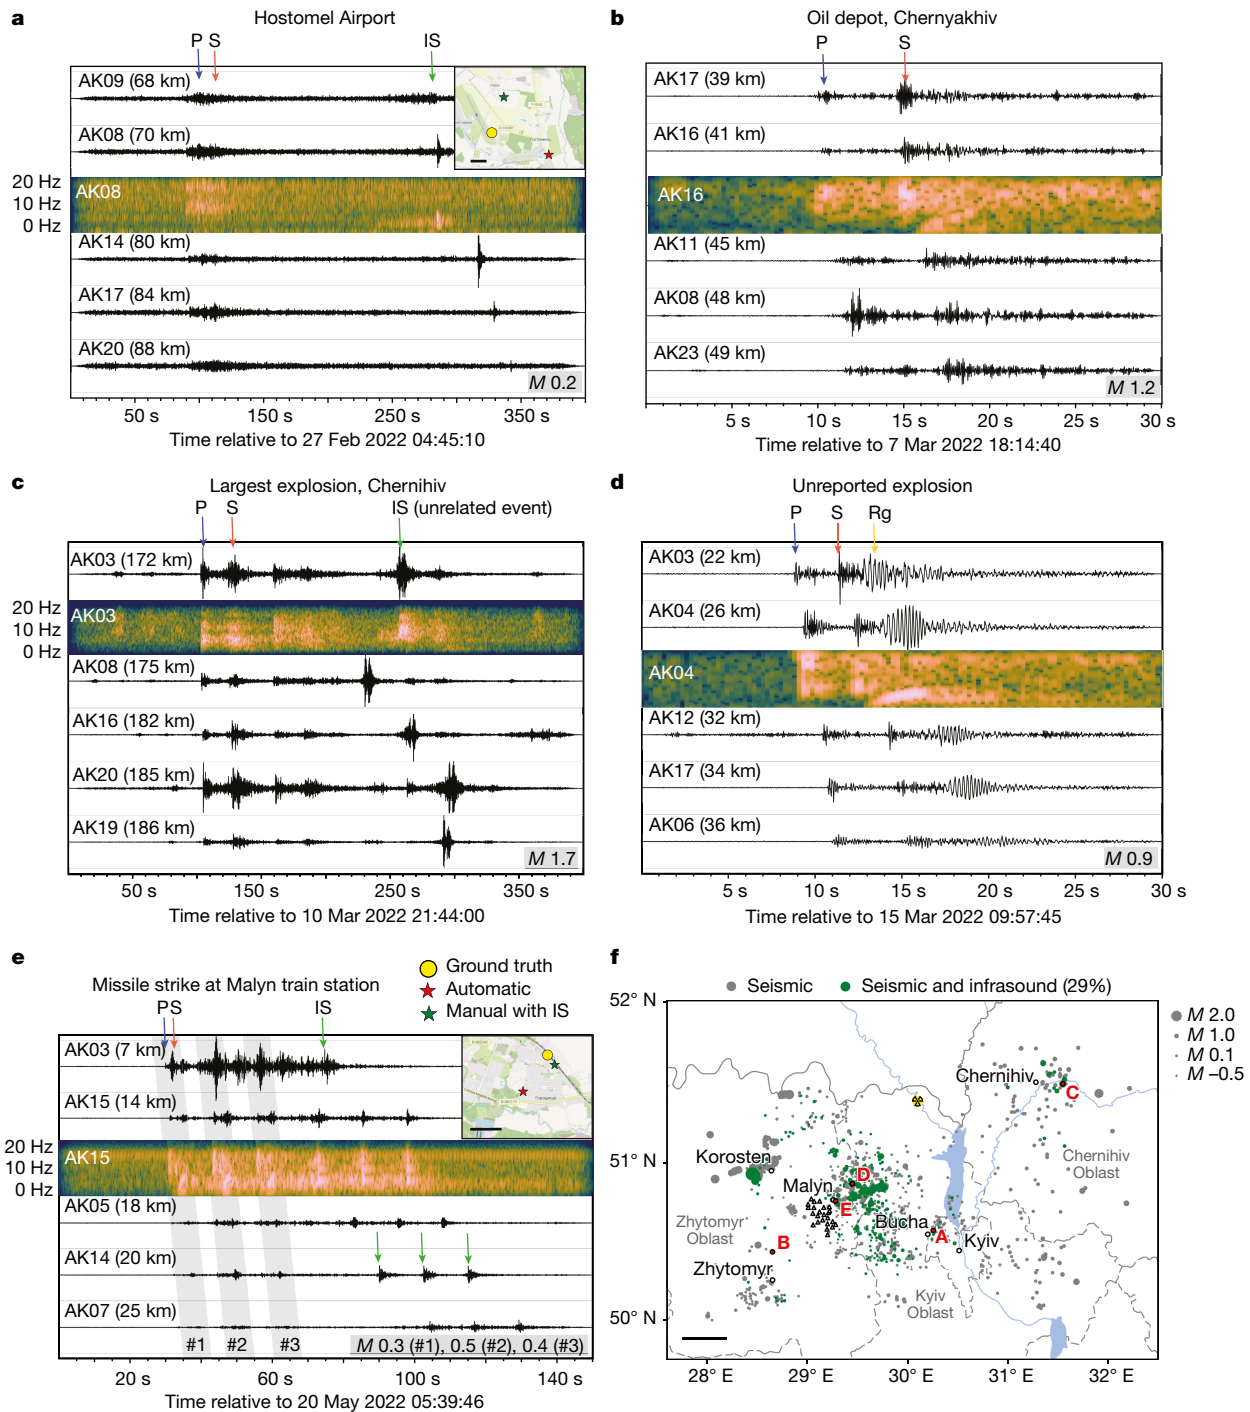 a
Hostomel Airport
P S IS
AK09 (68 km)
AK08 (70 km)
20 Hz
10 Hz
0 Hz
AK08
AK14 (80 km)
AK17 (84 km)
AK20 (88 km)
M 0.2
50 s 150 s 250 s 350 s
Time relative to 27 Feb 2022 04:45:10
b
Oil depot, Chernyakhiv
P S
AK17 (39 km)
AK16 (41 km)
AK16
AK11 (45 km)
AK08 (48 km)
AK23 (49 km)
M 1.2
5 s 10 s 15 s 20 s 25 s 30 s
Time relative to 7 Mar 2022 18:14:40
c
Largest explosion, Chernihiv
P S IS (unrelated event)
AK03 (172 km)
20 Hz
10 Hz
0 Hz
AK03
AK08 (175 km)
AK16 (182 km)
AK20 (185 km)
AK19 (186 km)
M 1.7
50 s 150 s 250 s 350 s
Time relative to 10 Mar 2022 21:44:00
d
Unreported explosion
P S Rg
AK03 (22 km)
AK04 (26 km)
AK04
AK12 (32 km)
AK17 (34 km)
AK06 (36 km)
M 0.9
5 s 10 s 15 s 20 s 25 s 30 s
Time relative to 15 Mar 2022 09:57:45
e
Missile strike at Malyn train station
Ground truth
Automatic
Manual with IS
P S IS
AK03 (7 km)
AK15 (14 km)
20 Hz
10 Hz
0 Hz
AK15
AK05 (18 km)
AK14 (20 km)
AK07 (25 km)
#1 #2 #3
M 0.3 (#1), 0.5 (#2), 0.4 (#3)
20 s 60 s 100 s 140 s
Time relative to 20 May 2022 05:39:46
f
Seismic Seismic and infrasound (29%)
M 2.0
M 1.0
M 0.1
M –0.5
52° N
51° N
50° N
Chernihiv
C
Korosten
Chernihiv
Oblast
D
Malyn
E
Zhytomyr
Oblast
Bucha
A
Kyiv
B
Zhytomyr
Kyiv
Oblast
28° E 29° E 30° E 31° E 32° E